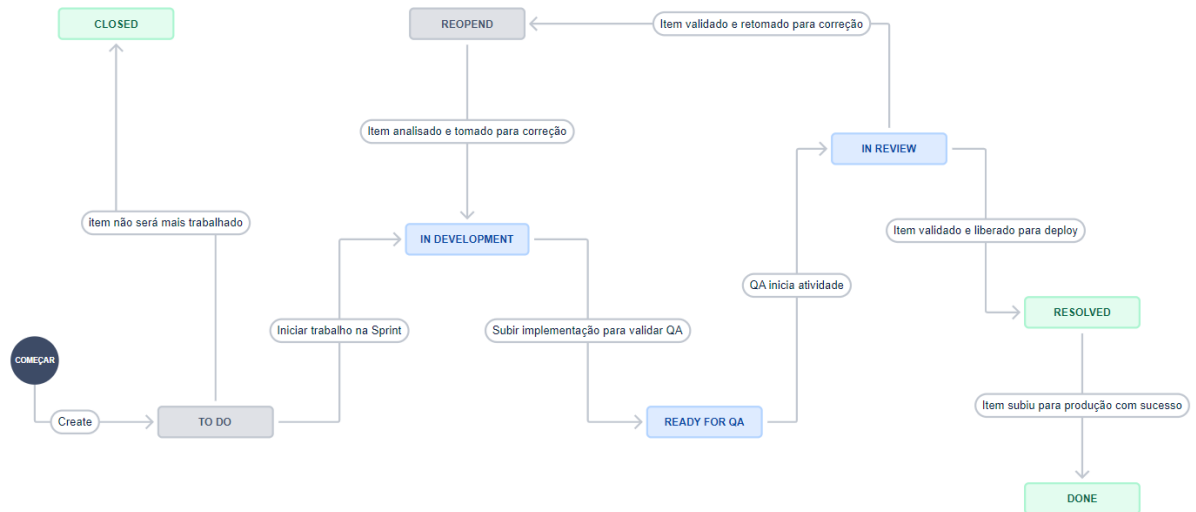 CLOSED
REOPEND
Item validado e retomado para correção
Item analisado e tomado para correção
IN REVIEW
item não será mais trabalhado
Item validado e liberado para deploy
IN DEVELOPMENT
QA inicia atividade
RESOLVED
Iniciar trabalho na Sprint
Subir implementação para validar QA
COMEÇAR
Item subiu para produção com sucesso
Create
TO DO
READY FOR QA
DONE